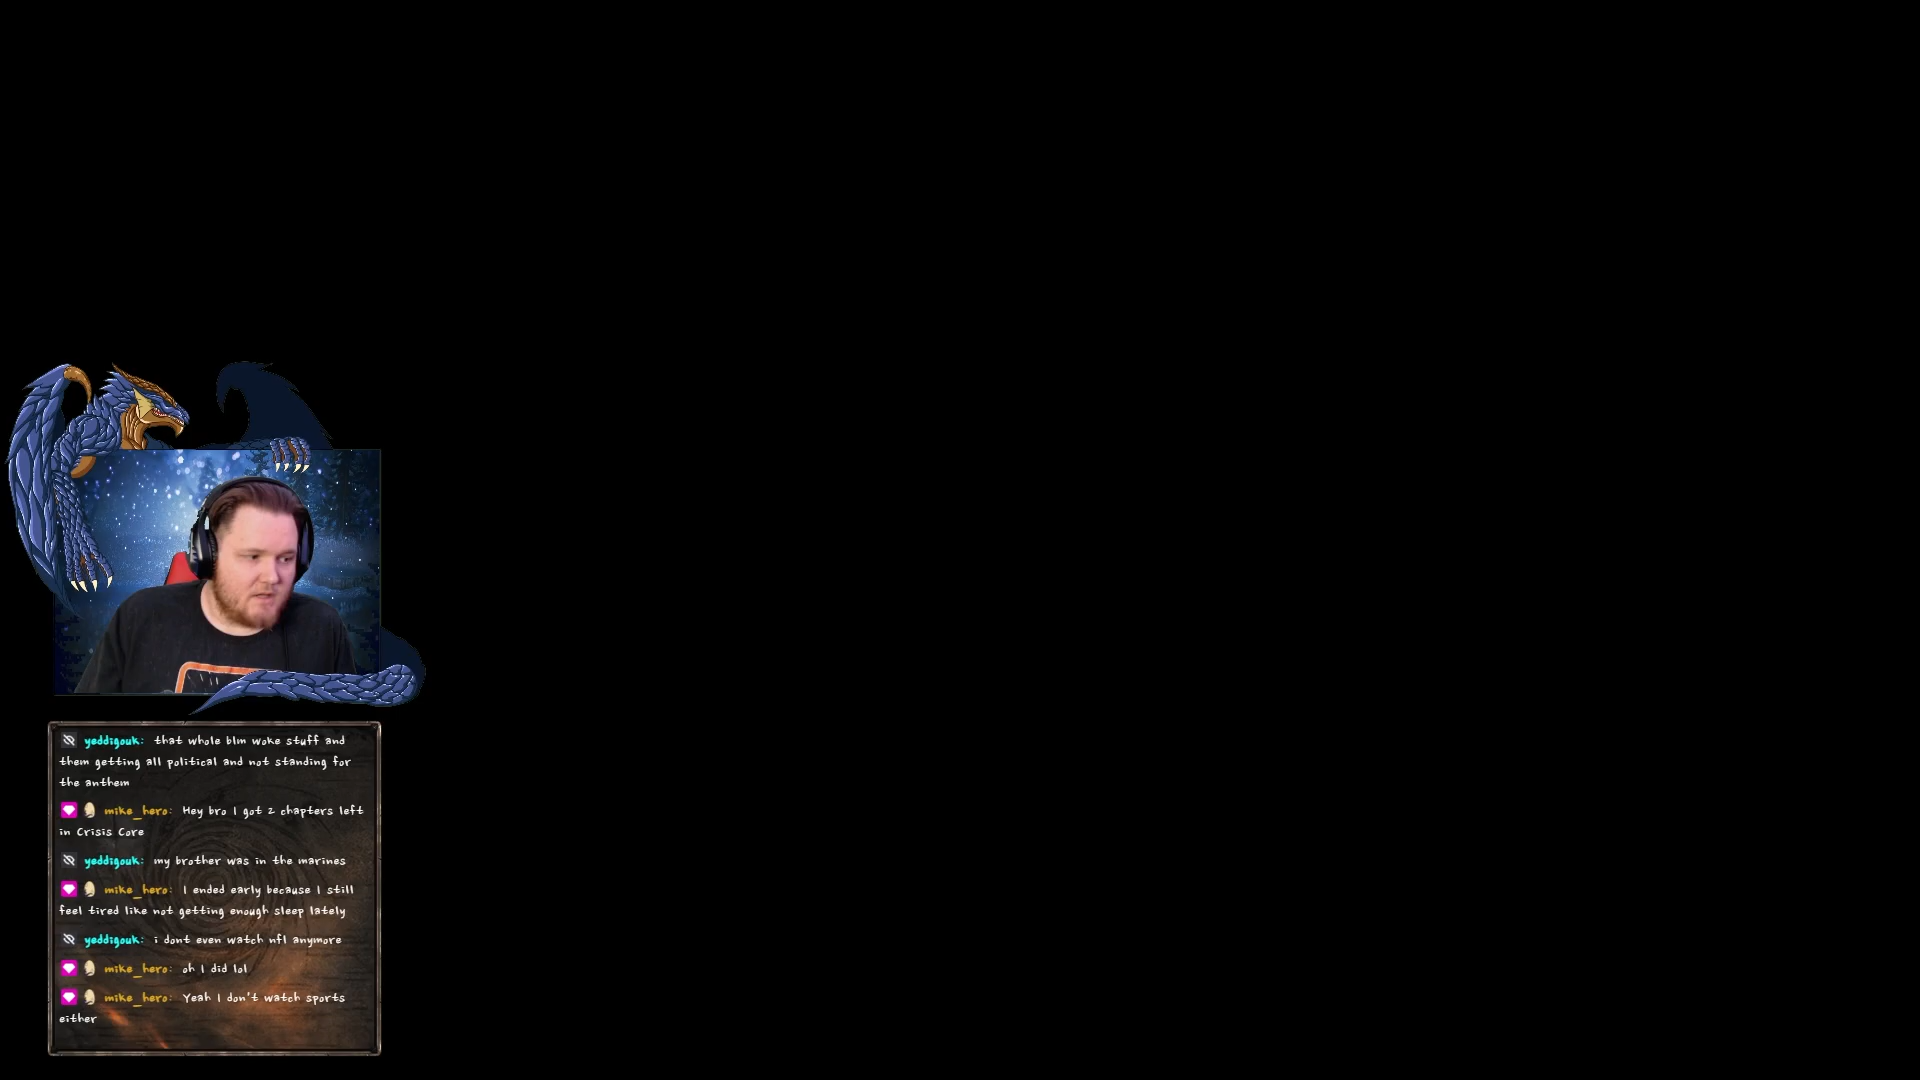 yeddigouk: that whole blm woke stuff and
them getting all political and not standing for
the anthem
mike_hero: Hey bro I got 2 chapters left
in Crisis Core
yeddigouk: my brother was in the marines
mike_hero: I ended early because I still
feel tired like not getting enough sleep lately
yeddigouk: i dont even watch nfl anymore
mike_hero: oh I did lol
mike_hero: Yeah I don't watch sports
either